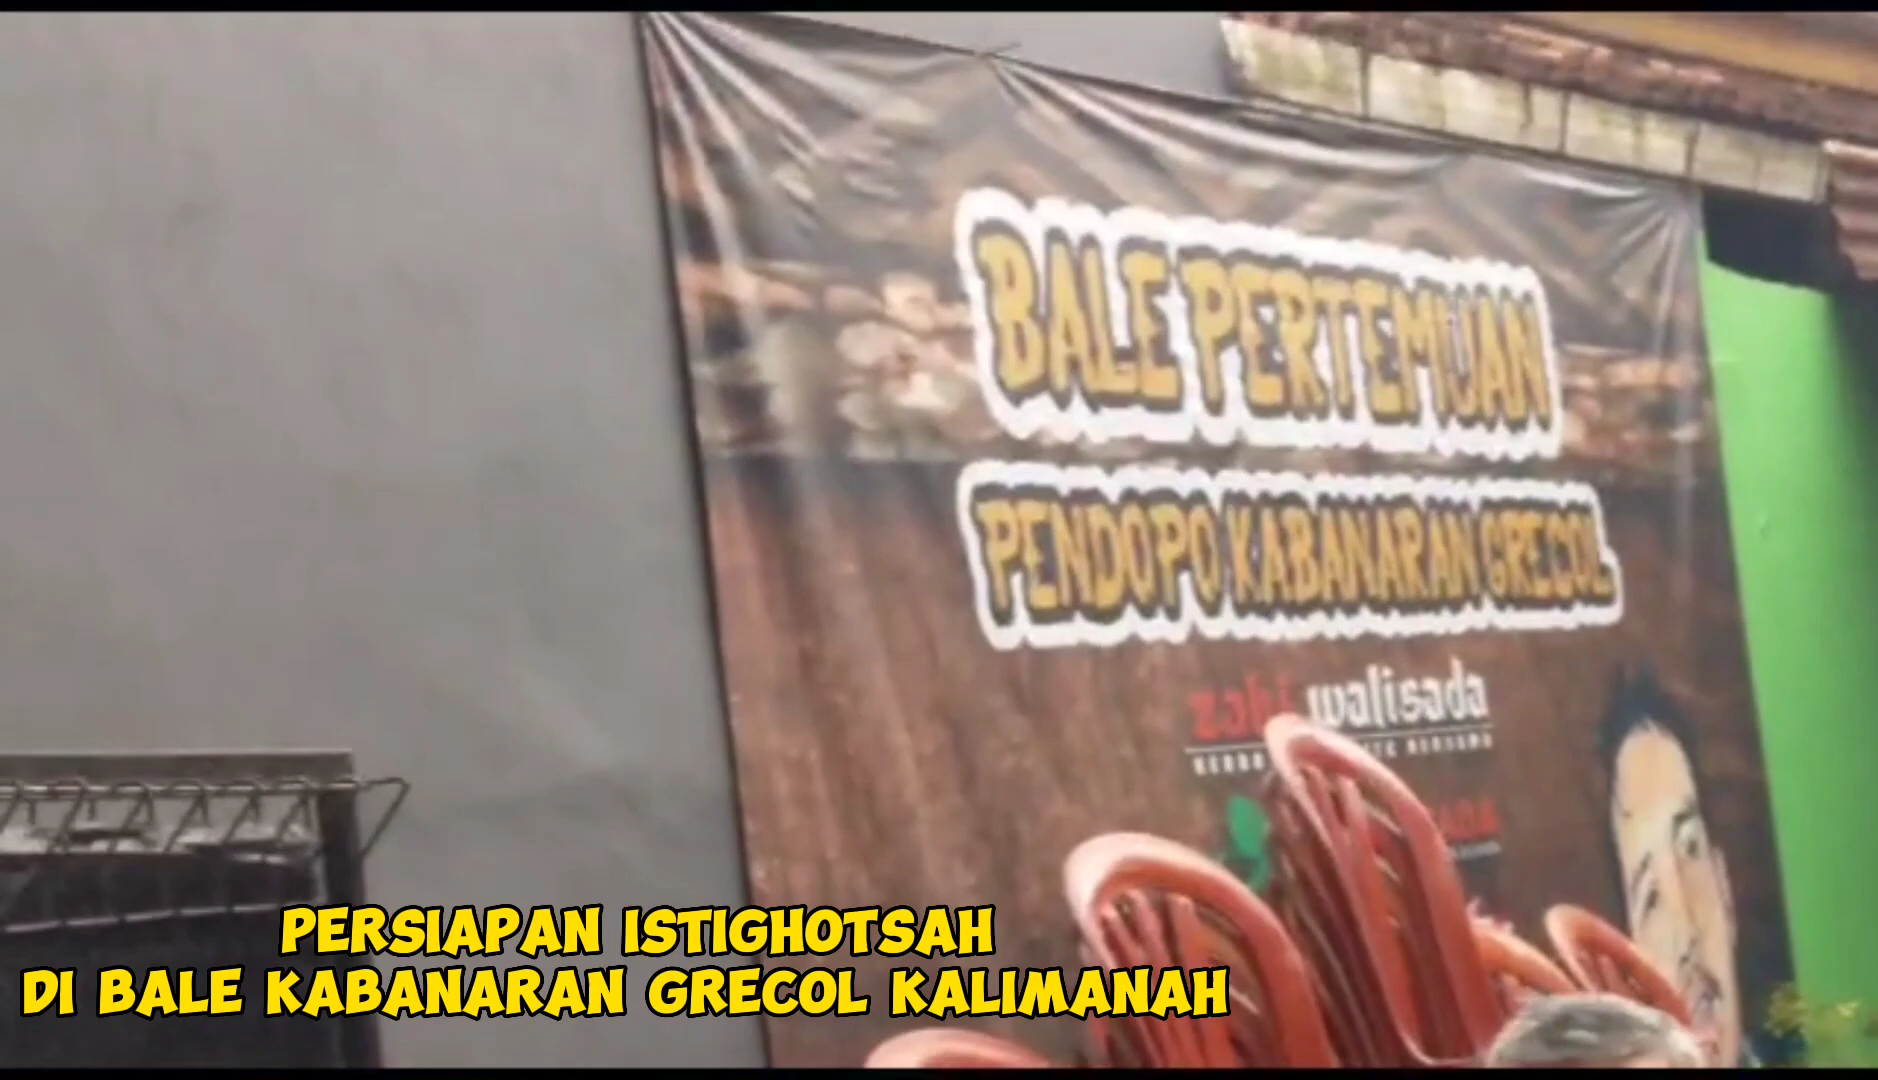 BALE PERTEMUAN
PENDOPO KABANARAN GRECOL
walisada
PERSIAPAN ISTIGHOTSAH
DI BALE KABANARAN GRECOL KALIMANAH